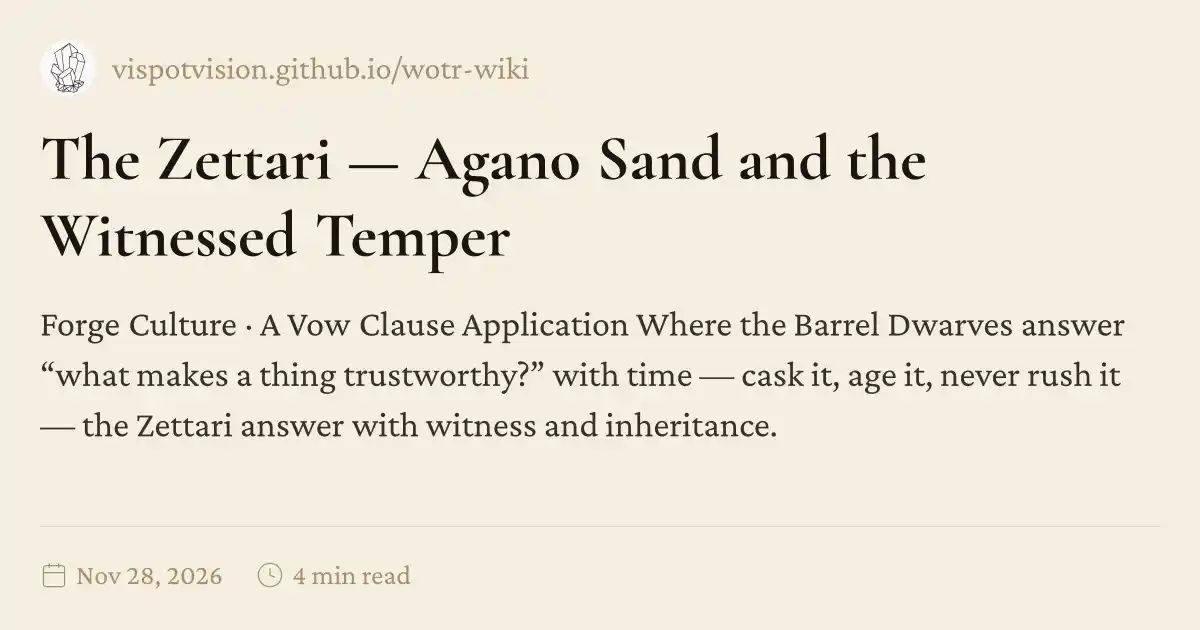 vispotvision.github.io/wotr-wiki
The Zettari — Agano Sand and the
Witnessed Temper
Forge Culture · A Vow Clause Application Where the Barrel Dwarves answer
“what makes a thing trustworthy?” with time — cask it, age it, never rush it
— the Zettari answer with witness and inheritance.
Nov 28, 2026
4 min read